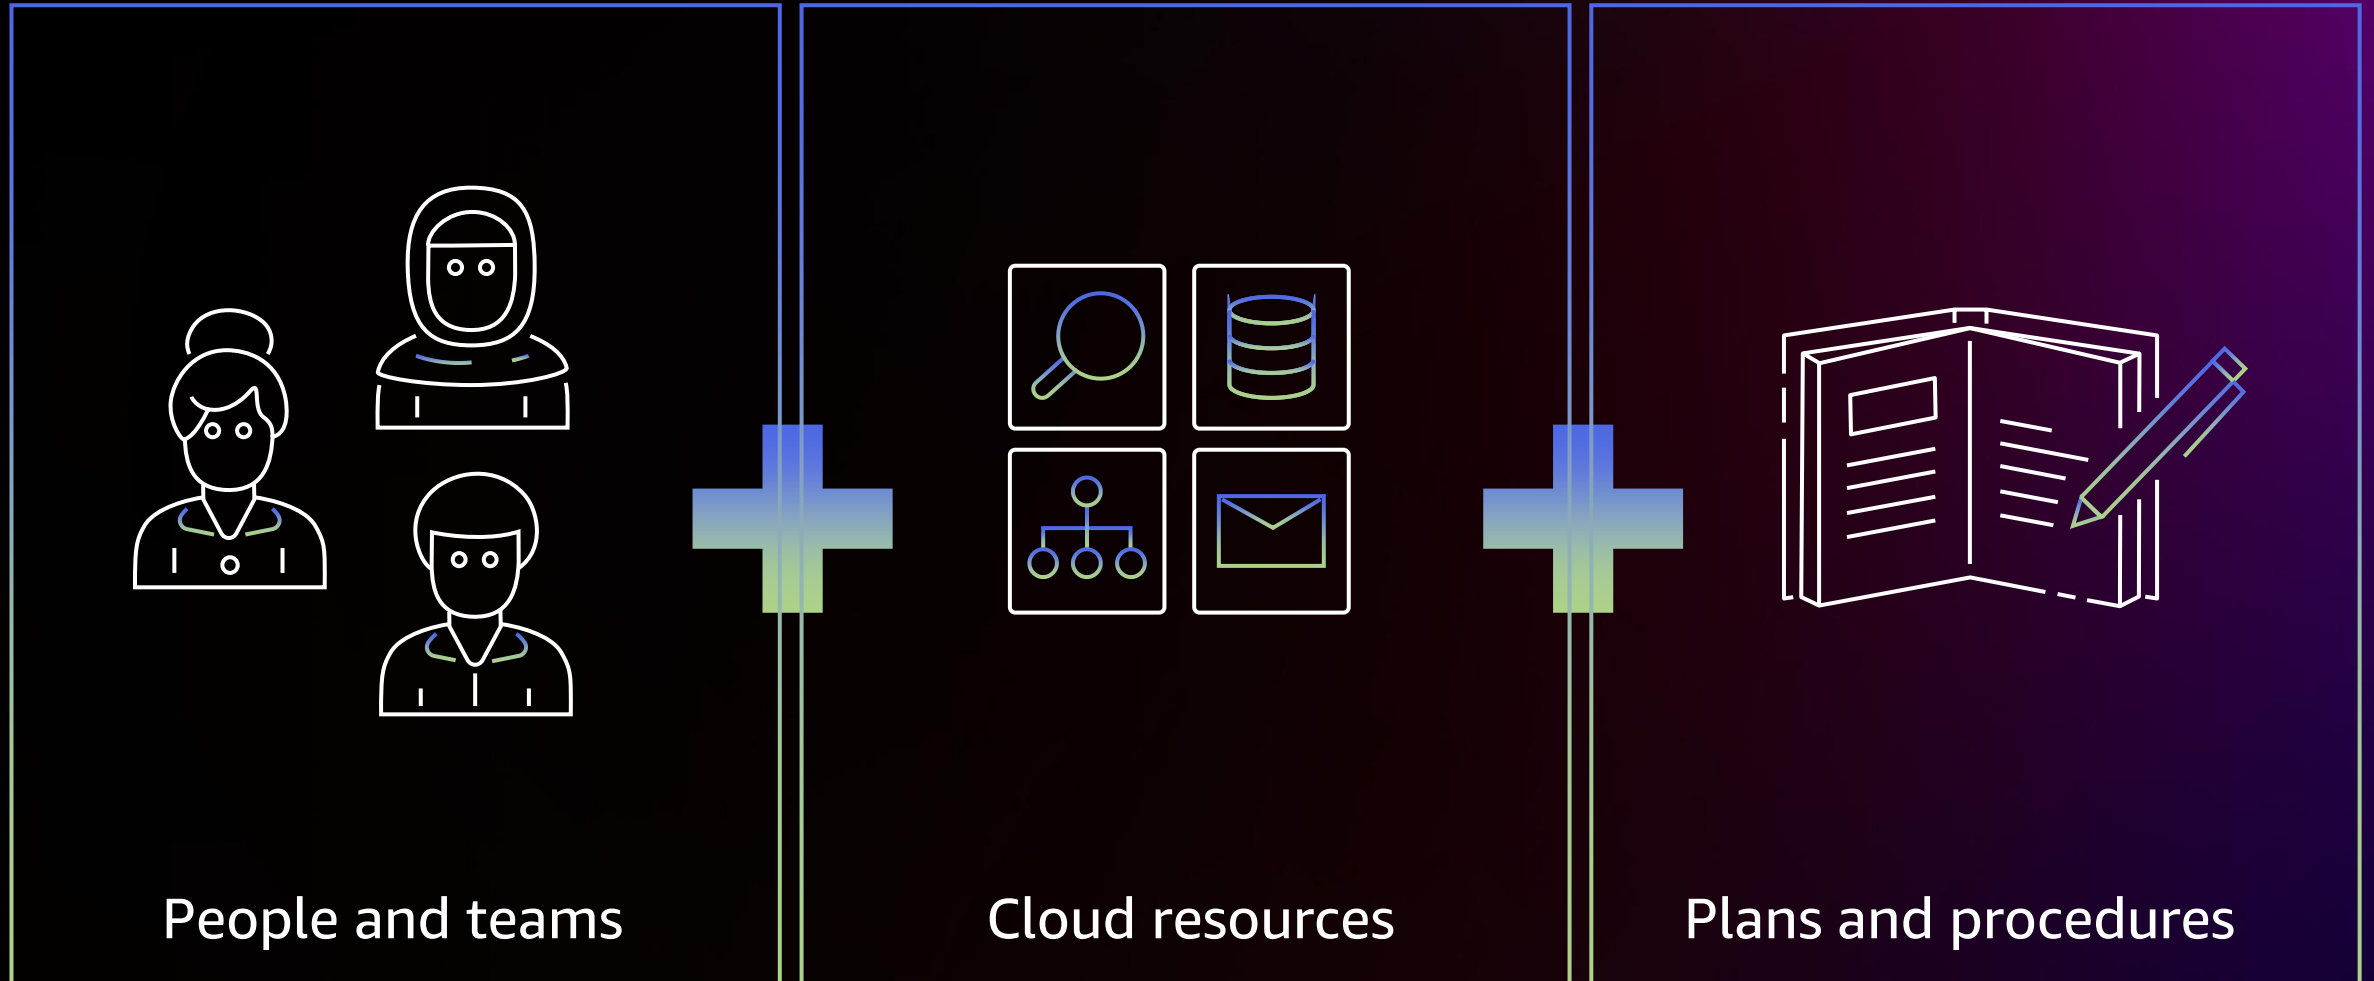 People and teams
Cloud resources
Plans and procedures